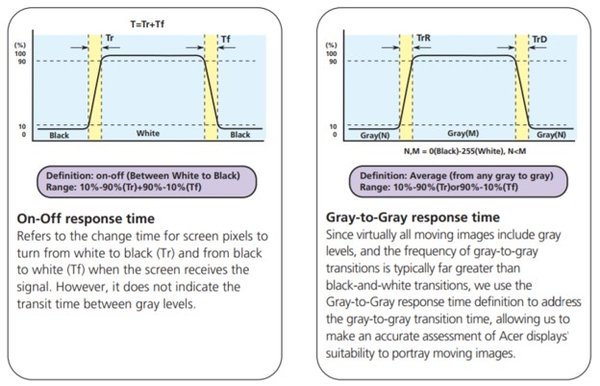 T=Tr+Tf
Tr
Tf
(%)
100
90
10
0
Black
White
Black
Definition: on-off (Between White to Black)
Range: 10%-90%(Tr)+90%-10%(Tf)
On-Off response time
Refers to the change time for screen pixels to
turn from white to black (Tr) and from black
to white (Tf) when the screen receives the
signal. However, it does not indicate the
transit time between gray levels.
TrR
TrD
(%)
100
90
10
0
Gray(N)
Gray(M)
Gray(N)
N,M = 0(Black)-255(White), N<M
Definition: Average (from any gray to gray)
Range: 10%-90%(Tr)or90%-10%(Tf)
Gray-to-Gray response time
Since virtually all moving images include gray
levels, and the frequency of gray-to-gray
transitions is typically far greater than
black-and-white transitions, we use the
Gray-to-Gray response time definition to address
the gray-to-gray transition time, allowing us to
make an accurate assessment of Acer displays'
suitability to portray moving images.